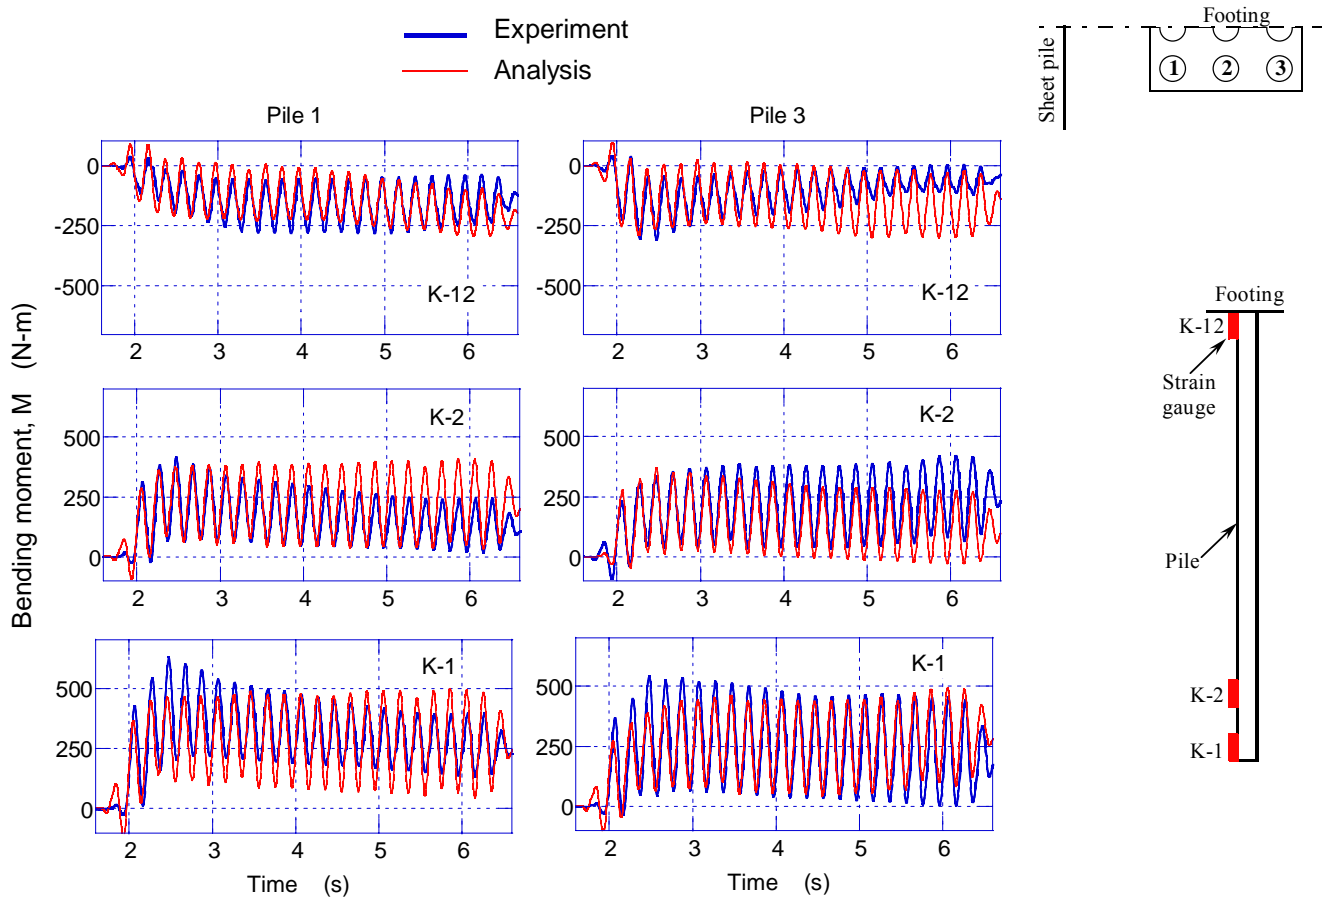 Experiment
Analysis
Pile 1
Pile 3
Bending moment, M (N-m)
0
-250
-500
K-12
2 3 4 5 6
0
-250
-500
K-12
2 3 4 5 6
500
250
0
K-2
2 3 4 5 6
500
250
0
K-2
2 3 4 5 6
500
250
0
K-1
2 3 4 5 6
Time (s)
500
250
0
K-1
2 3 4 5 6
Time (s)
Footing
Sheet pile
1 2 3
Footing
K-12
Strain
gauge
Pile
K-2
K-1